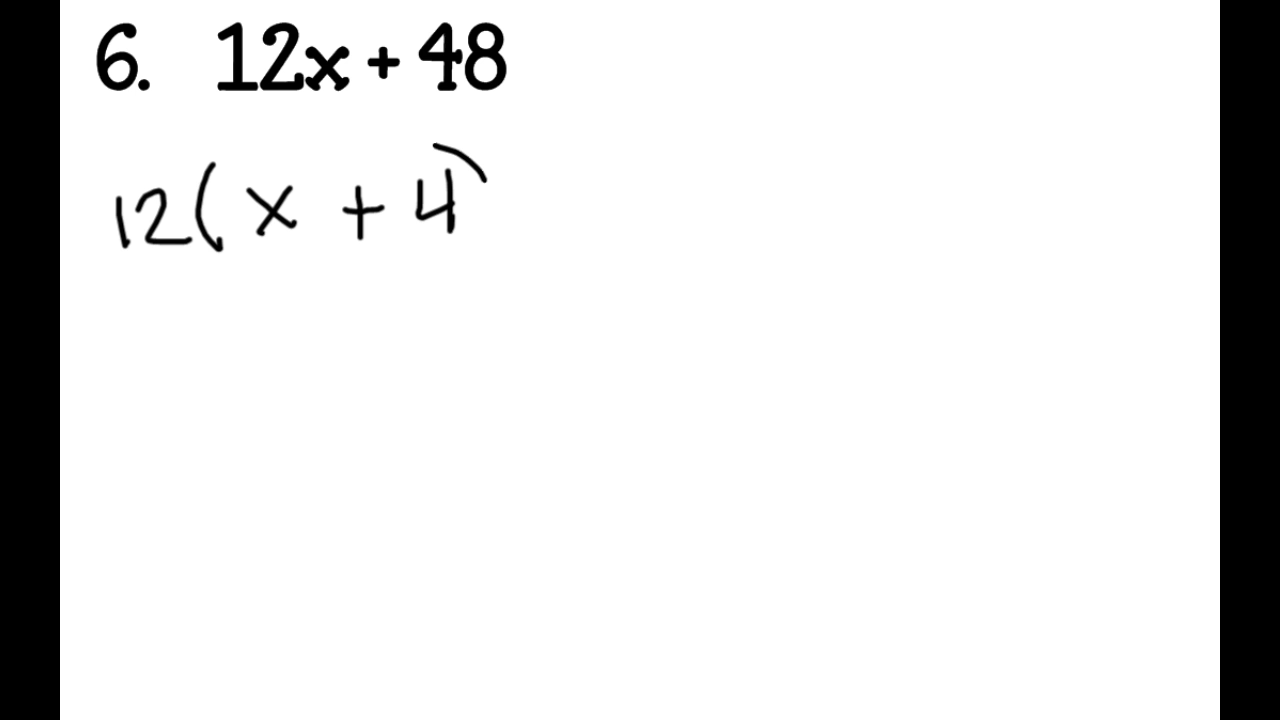 6. 12x + 48
12(x + 4)